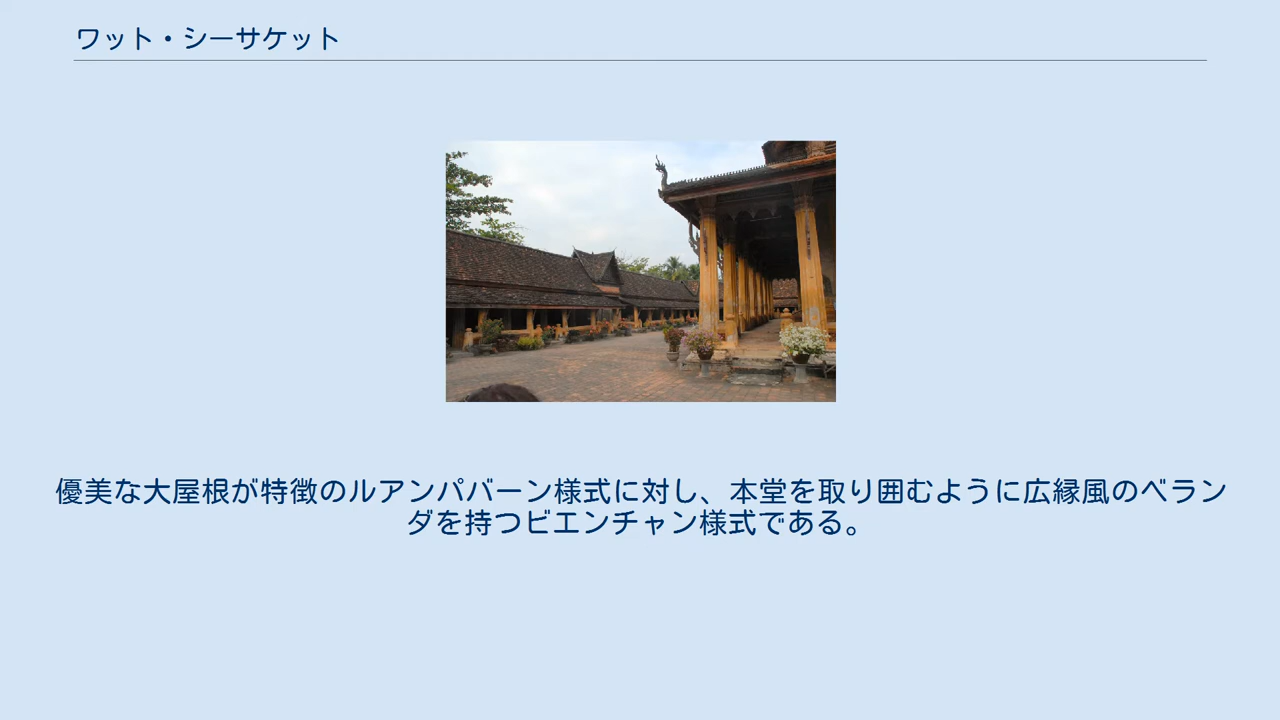 ワット・シーサケット
優美な大屋根が特徴のルアンパバーン様式に対し、本堂を取り囲むように広縁風のベラン
ダを持つビエンチャン様式である。